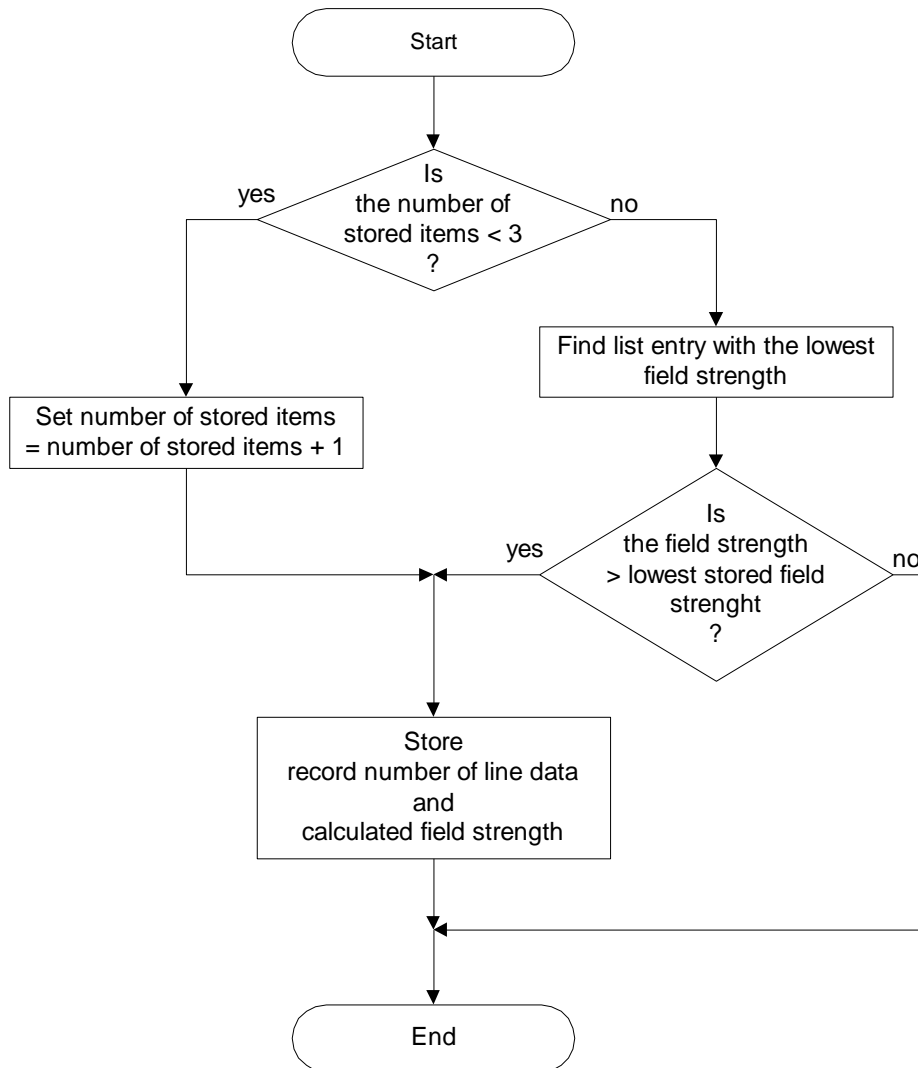 Start
Is
the number of
stored items < 3
?
yes
no
Find list entry with the lowest
field strength
Set number of stored items
= number of stored items + 1
Is
the field strength
> lowest stored field
strenght
?
yes
no
Store
record number of line data
and
calculated field strength
End